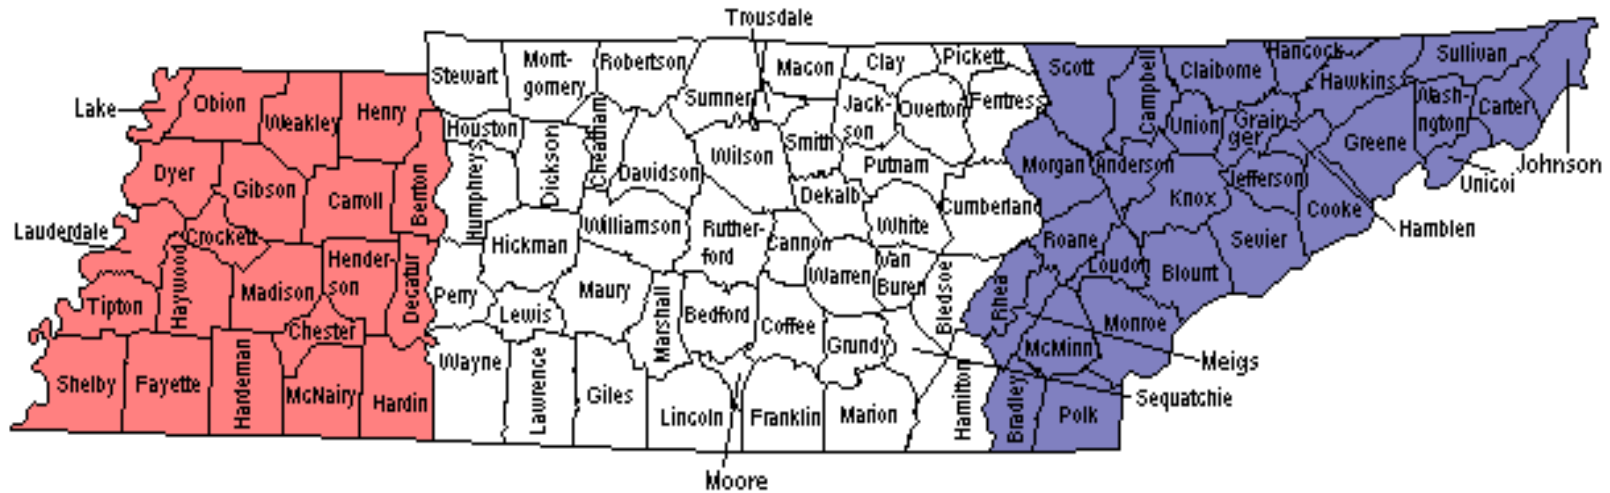 Trousdale
Stewart
Mont-
gomery
Robertson
Sumner
Macon
Clay
Pickett
Scott
Campbell
Claiborne
Hancock
Hawkins
Sullivan
Lake
Obion
Weakley
Henry
Houston
Dickson
Cheatham
Davidson
Wilson
Smith
Jack-
son
Overton
Fentress
Putnam
Morgan
Anderson
Union
Grain-
ger
Greene
Wash-
ington
Carter
Johnson
Unicoi
Dyer
Gibson
Carroll
Benton
Humphreys
Hickman
Williamson
Ruther-
ford
Cannon
Dekalb
White
Cumberland
Knox
Jefferson
Cooke
Hamblen
Lauderdale
Crockett
Haywood
Madison
Hender-
son
Decatur
Perry
Lewis
Maury
Marshall
Bedford
Coffee
Warren
Van
Buren
Bledsoe
Rhea
Roane
Loudon
Blount
Sevier
Tipton
Chester
Wayne
Lawrence
Giles
Grundy
McMinn
Monroe
Meigs
Sequatchie
Shelby
Fayette
Hardeman
McNairy
Hardin
Lincoln
Franklin
Marion
Hamilton
Bradley
Polk
Moore